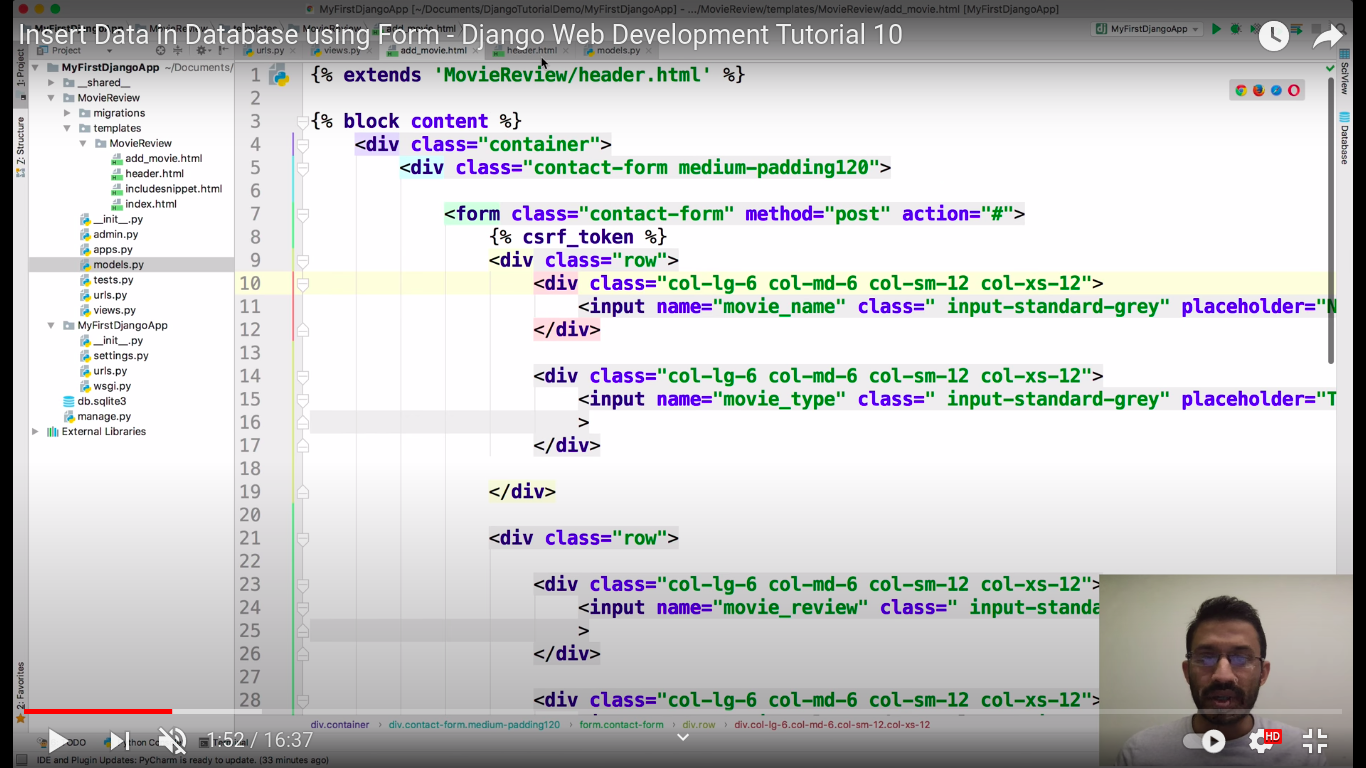 MyFirstDjangoApp [~/Documents/DjangoTutorialDemo/MyFirstDjangoApp] - .../MovieReview/templates/MovieReview/add_movie.html [MyFirstDjangoApp]
Insert Data in Database using Form - Django Web Development Tutorial 10
MyFirstDjangoApp
Project
urls.py
views.py
add_movie.html
header.html
models.py
1: Project
Z: Structure
2: Favorites
SciView
Database
MyFirstDjangoApp ~/Documents/
__shared__
MovieReview
migrations
templates
MovieReview
add_movie.html
header.html
includesnippet.html
index.html
__init__.py
admin.py
apps.py
models.py
tests.py
urls.py
views.py
MyFirstDjangoApp
__init__.py
settings.py
urls.py
wsgi.py
db.sqlite3
manage.py
External Libraries
1 {% extends 'MovieReview/header.html' %}
2
3 {% block content %}
4 <div class="container">
5 <div class="contact-form medium-padding120">
6
7 <form class="contact-form" method="post" action="#">
8 {% csrf_token %}
9 <div class="row">
10 <div class="col-lg-6 col-md-6 col-sm-12 col-xs-12">
11 <input name="movie_name" class=" input-standard-grey" placeholder="N
12 </div>
13
14 <div class="col-lg-6 col-md-6 col-sm-12 col-xs-12">
15 <input name="movie_type" class=" input-standard-grey" placeholder="T
16 >
17 </div>
18
19 </div>
20
21 <div class="row">
22
23 <div class="col-lg-6 col-md-6 col-sm-12 col-xs-12">
24 <input name="movie_review" class=" input-standa
25 >
26 </div>
27
28 <div class="col-lg-6 col-md-6 col-sm-12 col-xs-12">
div.container › div.contact-form.medium-padding120 › form.contact-form › div.row › div.col-lg-6.col-md-6.col-sm-12.col-xs-12
1:52 / 16:37
HD
IDE and Plugin Updates: PyCharm is ready to update. (33 minutes ago)